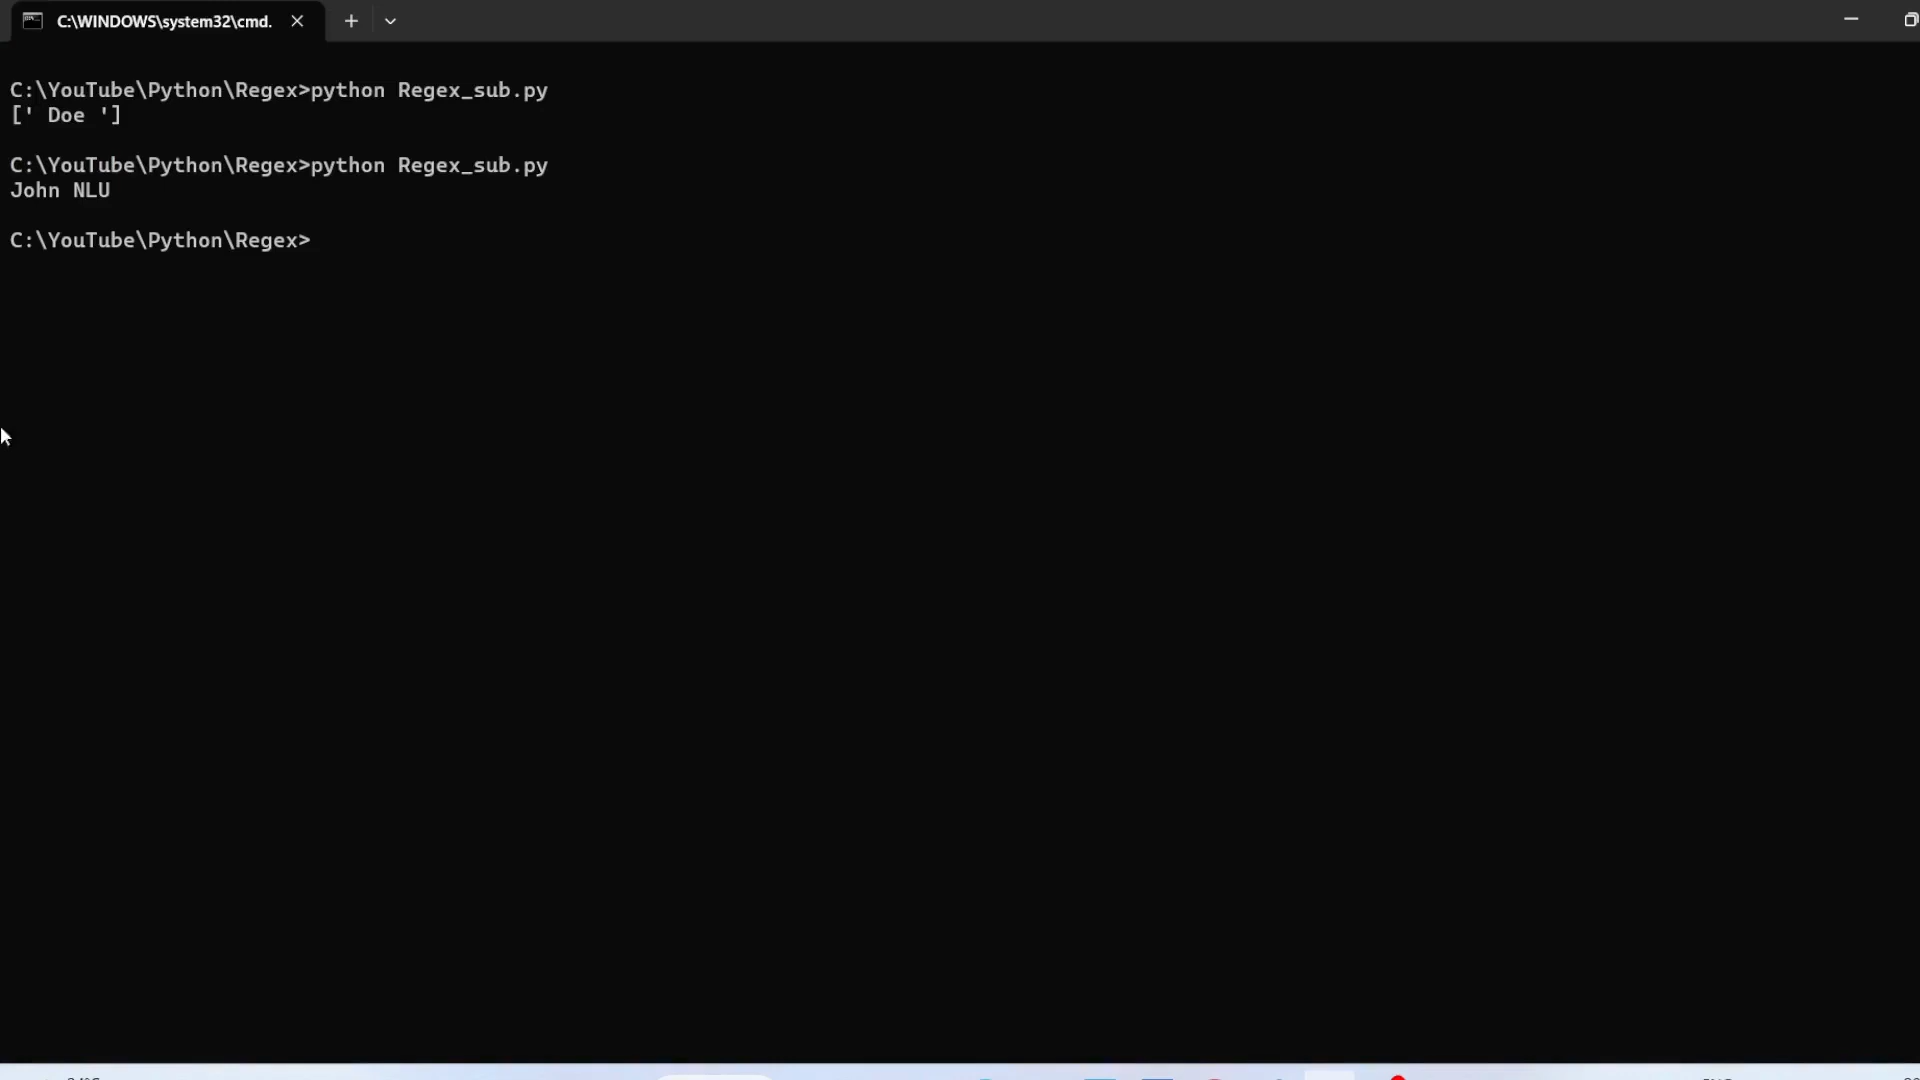 C:\WINDOWS\system32\cmd.
C:\YouTube\Python\Regex>python Regex_sub.py
[' Doe ']
C:\YouTube\Python\Regex>python Regex_sub.py
John NLU
C:\YouTube\Python\Regex>